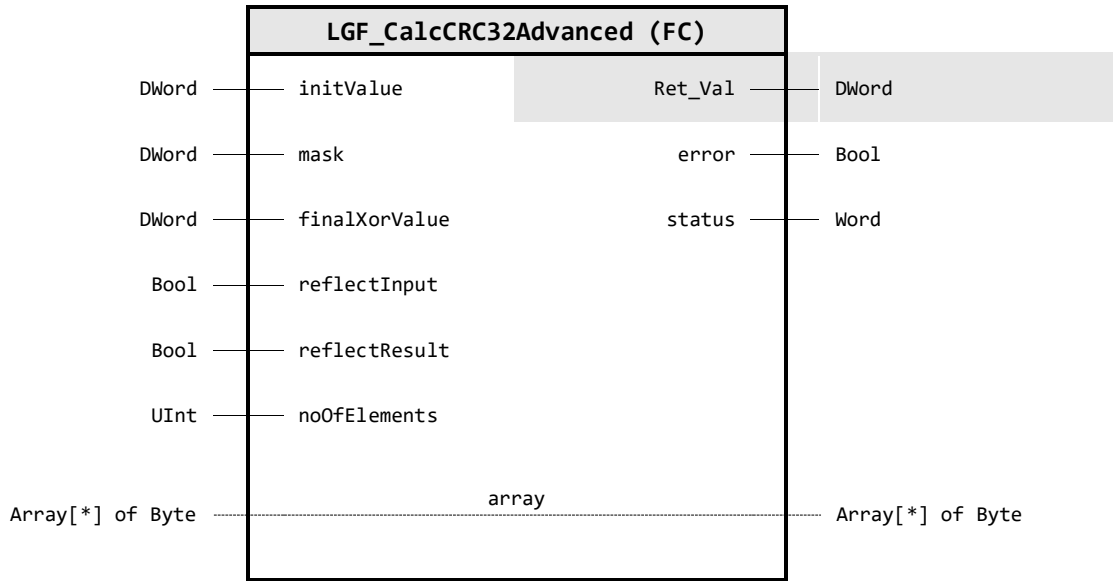 LGF_CalcCRC32Advanced (FC)
DWord initValue Ret_Val DWord
DWord mask error Bool
DWord finalXorValue status Word
Bool reflectInput
Bool reflectResult
UInt noOfElements
array
Array[*] of Byte Array[*] of Byte